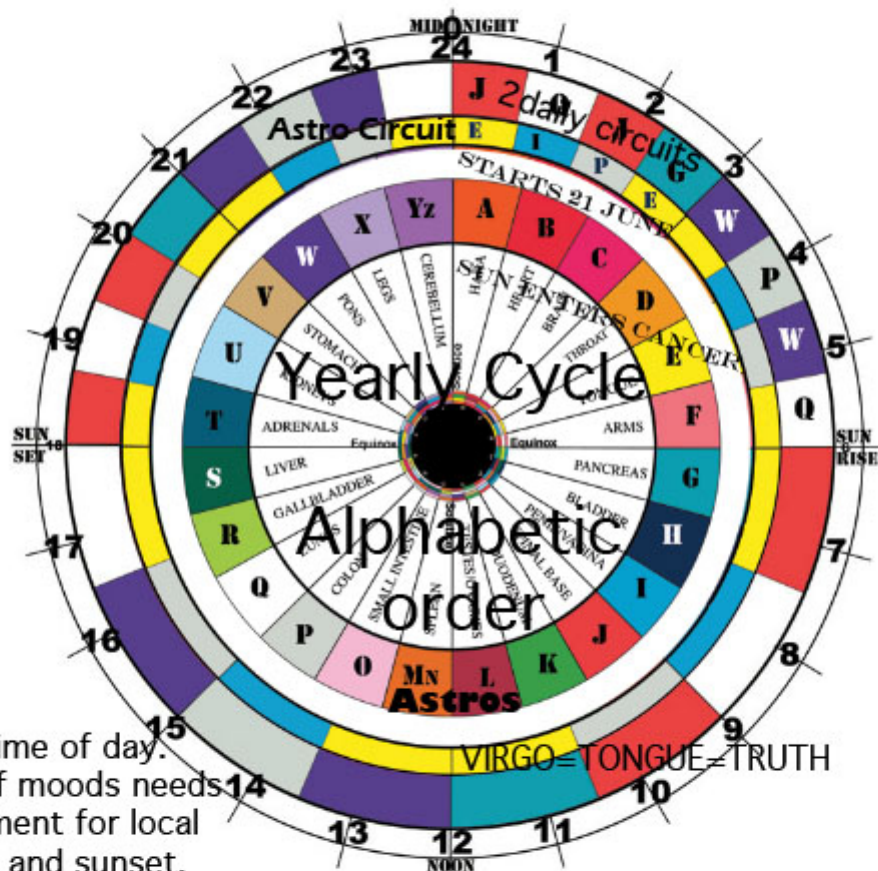 MIDNIGHT
0
24
1
2
3
4
5
6
7
8
9
10
11
12
13
14
15
16
17
18
19
20
21
22
23
NOON
SUN
RISE
SUN
SET
2 daily circuits
Astro Circuit
J
Q
G
W
P
W
Q
E
I
P
E
STARTS 21 JUNE
SUN ENTERS CANCER
A
B
C
D
E
F
G
H
I
J
K
L
Mn
O
P
Q
R
S
T
U
V
W
X
Yz
HARA
HEART
THROAT
ARMS
PANCREAS
BLADDER
DUODENUM
SPLEEN
SMALL INTESTINE
COLON
GALLBLADDER
LIVER
ADRENALS
STOMACH
PONS
LEGS
CEREBELLUM
Equinox
Equinox
Yearly Cycle
Alphabetic
order
Astros
VIRGO=TONGUE=TRUTH
ime of day.
f moods needs
ment for local
and sunset.